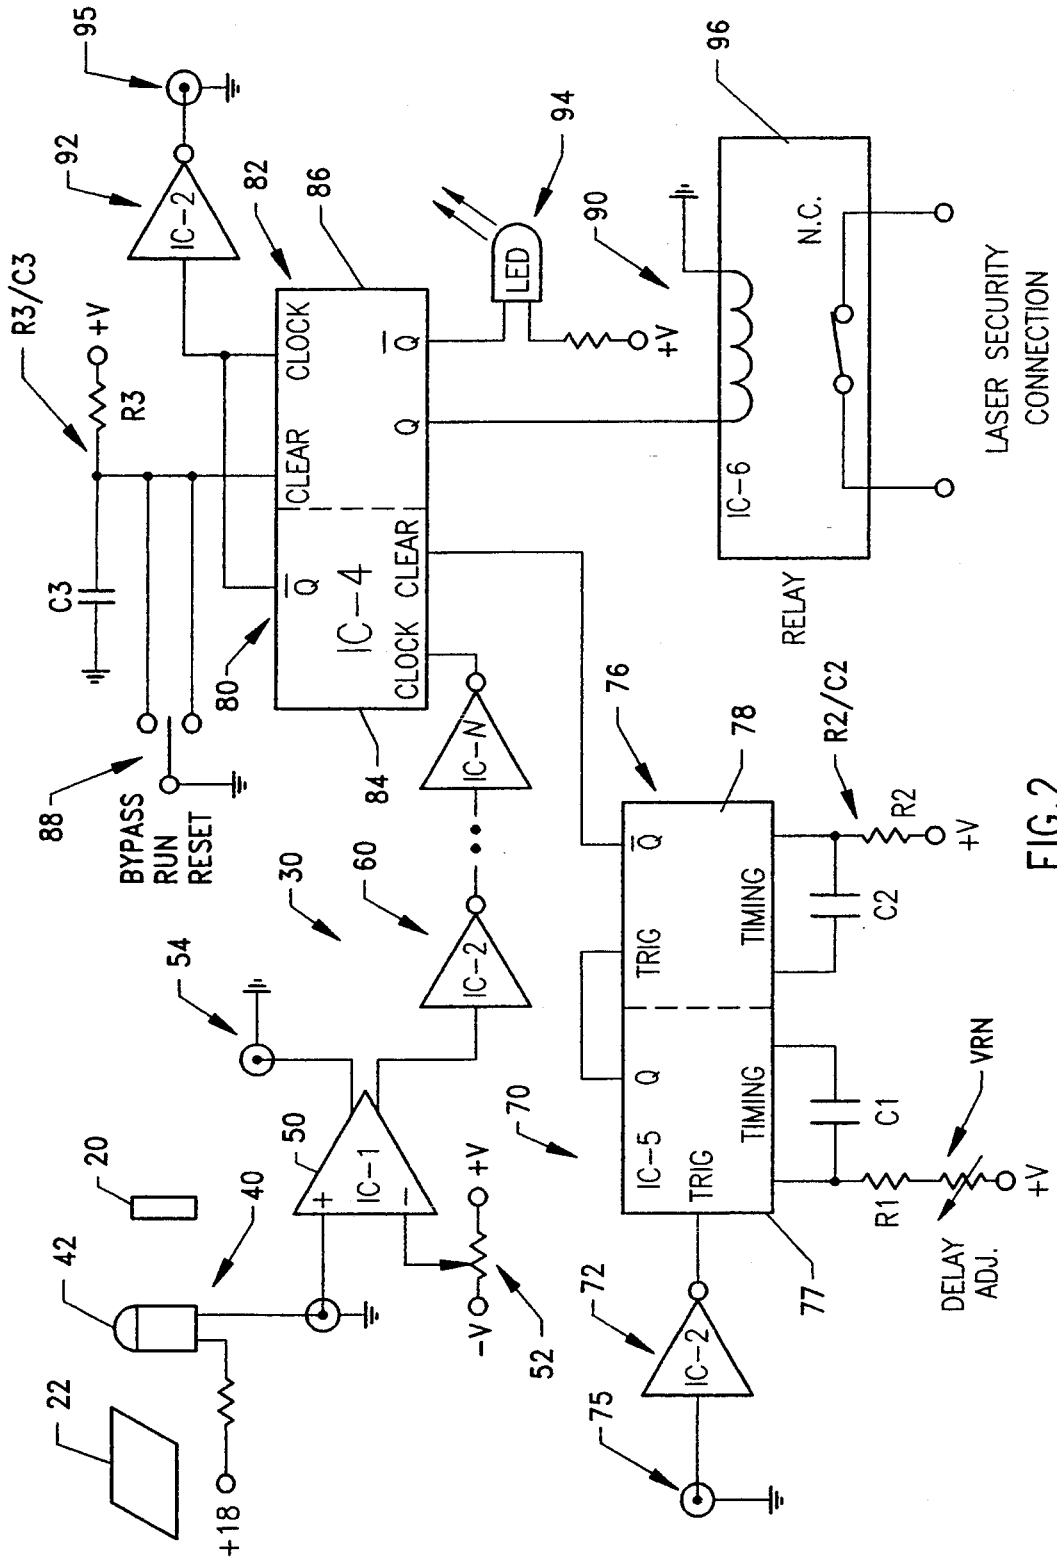 22
42
20
40
+18
50
IC-1
+
−
54
-V
+V
52
30
60
IC-2
IC-N
88
BYPASS
RUN
RESET
C3
R3
+V
R3/C3
92
IC-2
95
80
82
84
86
Q
CLEAR
CLOCK
IC-4
CLOCK
CLEAR
Q
Q
LED
94
+V
90
96
IC-6
N.C.
RELAY
LASER SECURITY
CONNECTION
75
72
IC-2
70
76
77
78
IC-5
Q
TRIG
Q
TRIG
TIMING
TIMING
C1
R1
VRN
+V
DELAY
ADJ.
C2
R2
R2/C2
+V
FIG.2